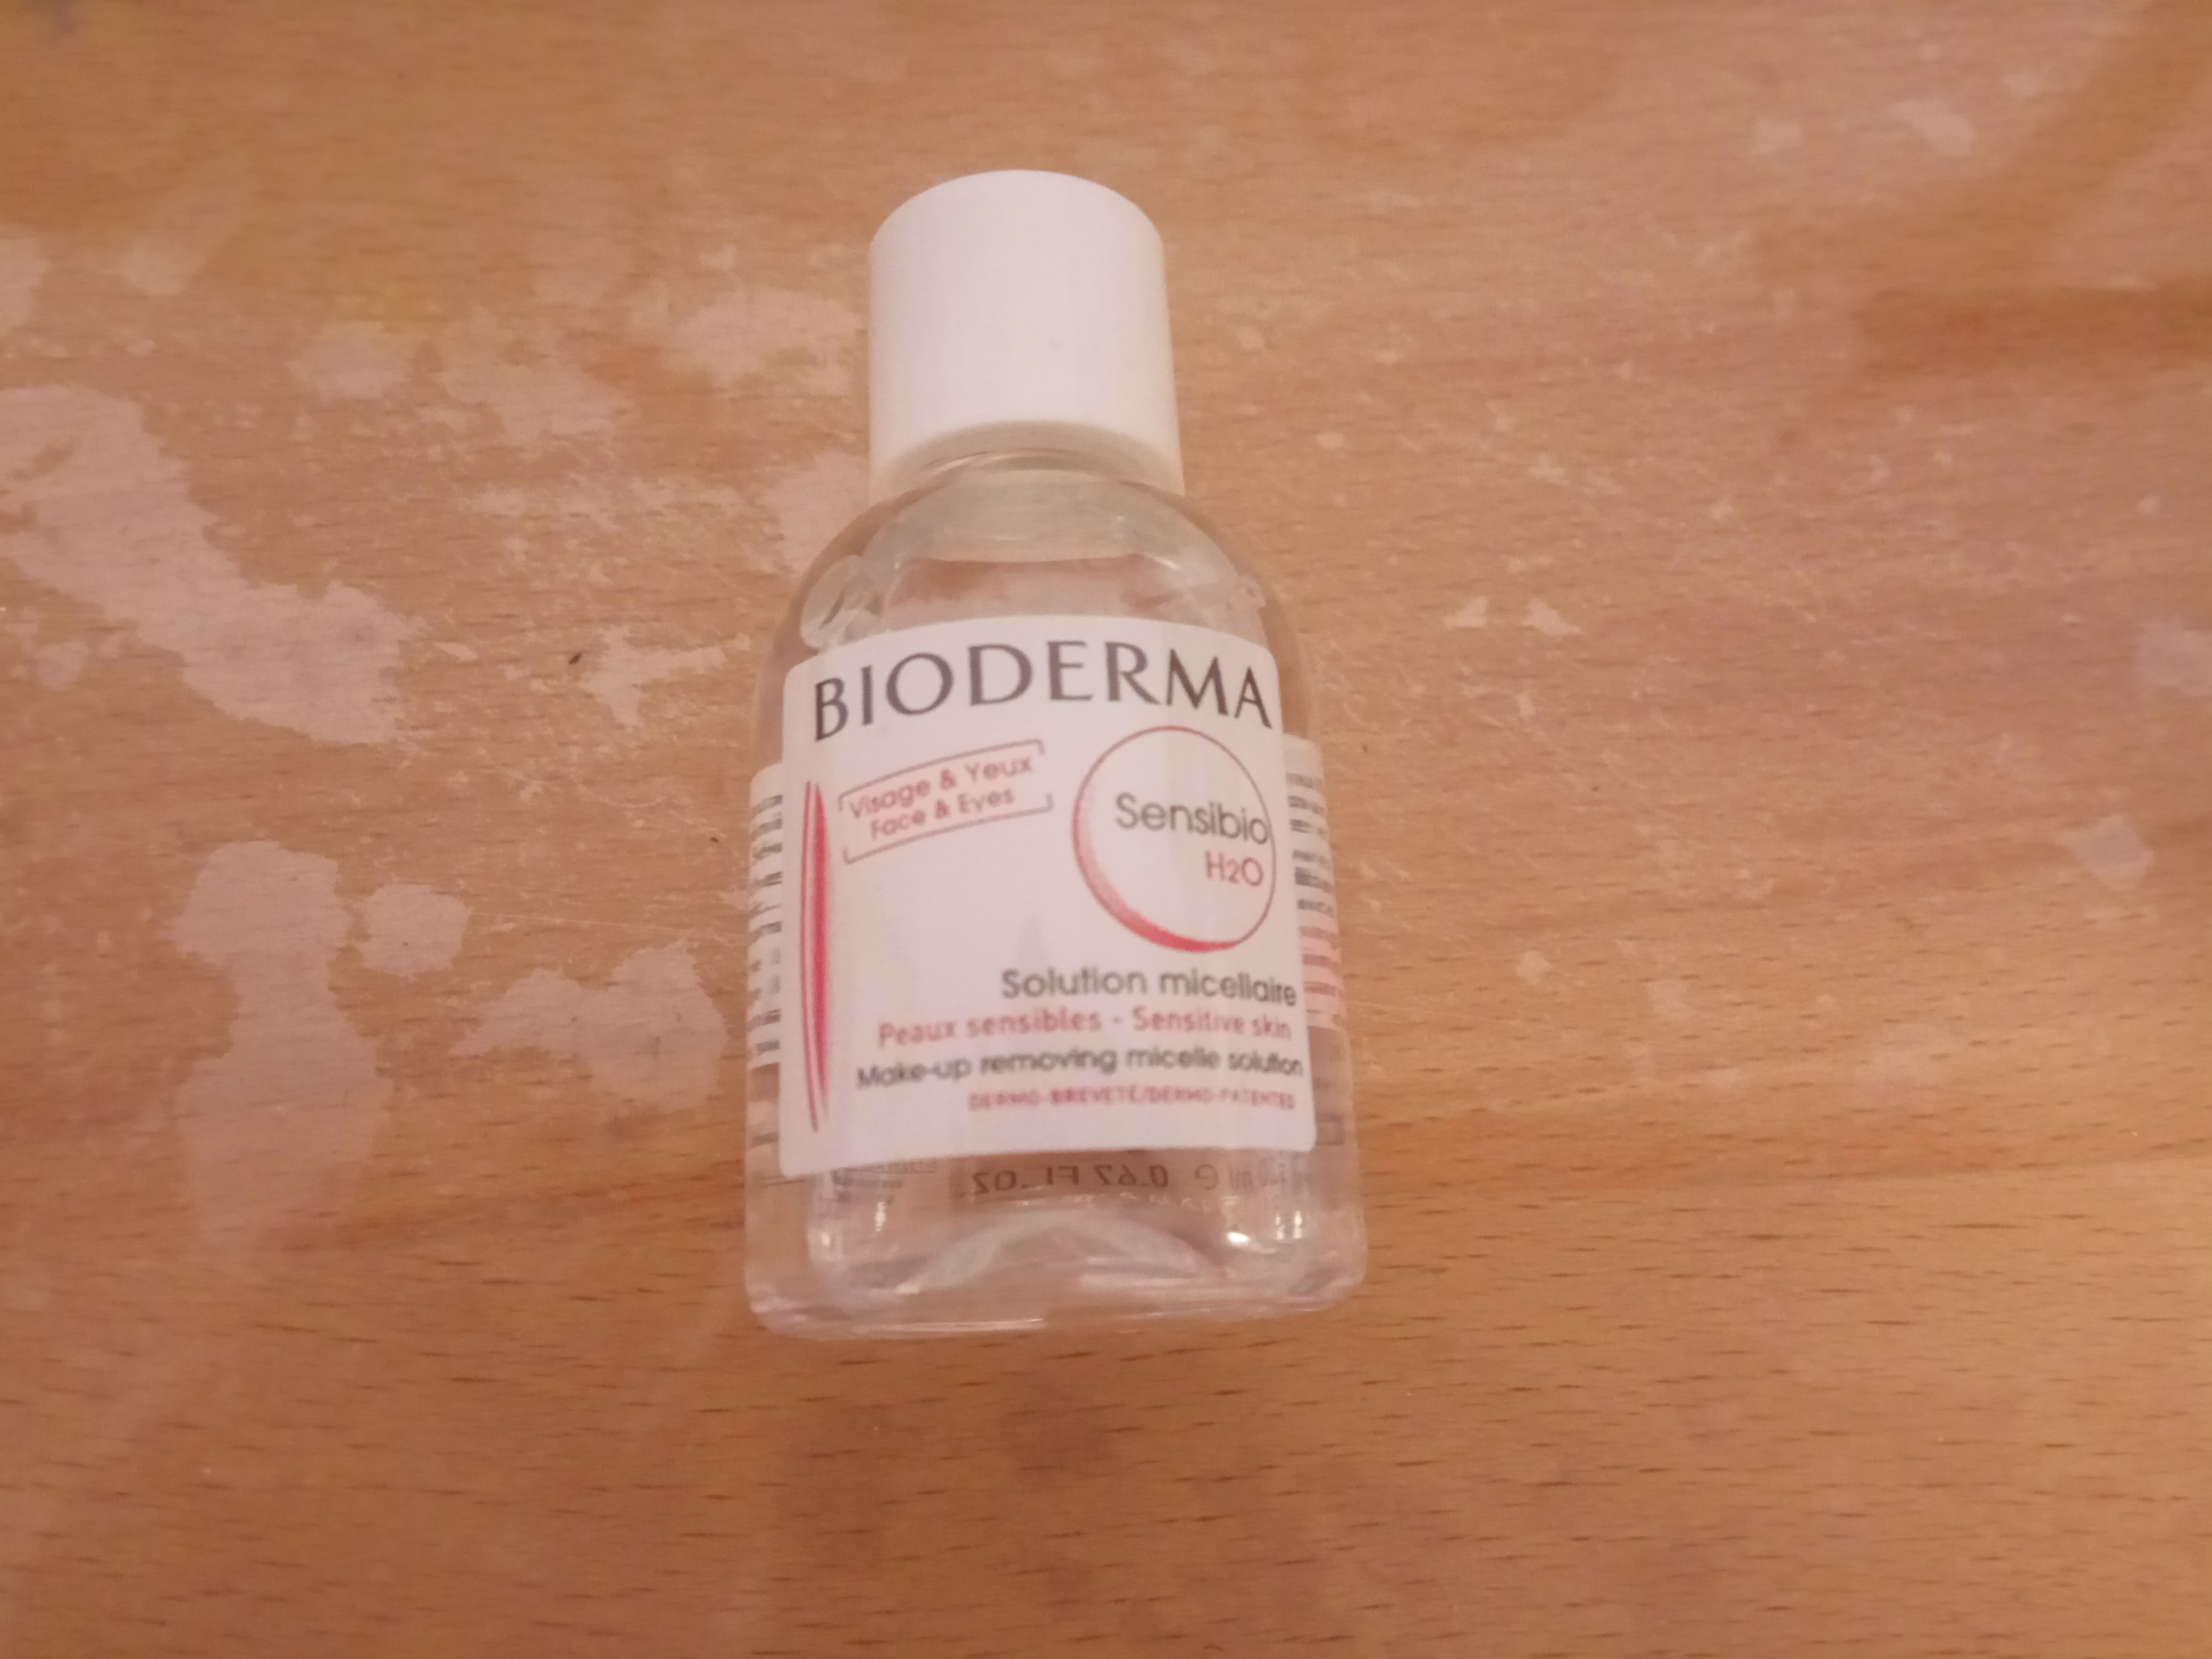 BIODERMA
Visage & Yeux
Face & Eyes
Sensibio
H2O
Solution micellaire
Peaux sensibles - Sensitive skin
Make-up removing micelle solution
DERMO-BREVETÉ/DERMO-PATENTED
ml e 0.67 FL .OZ